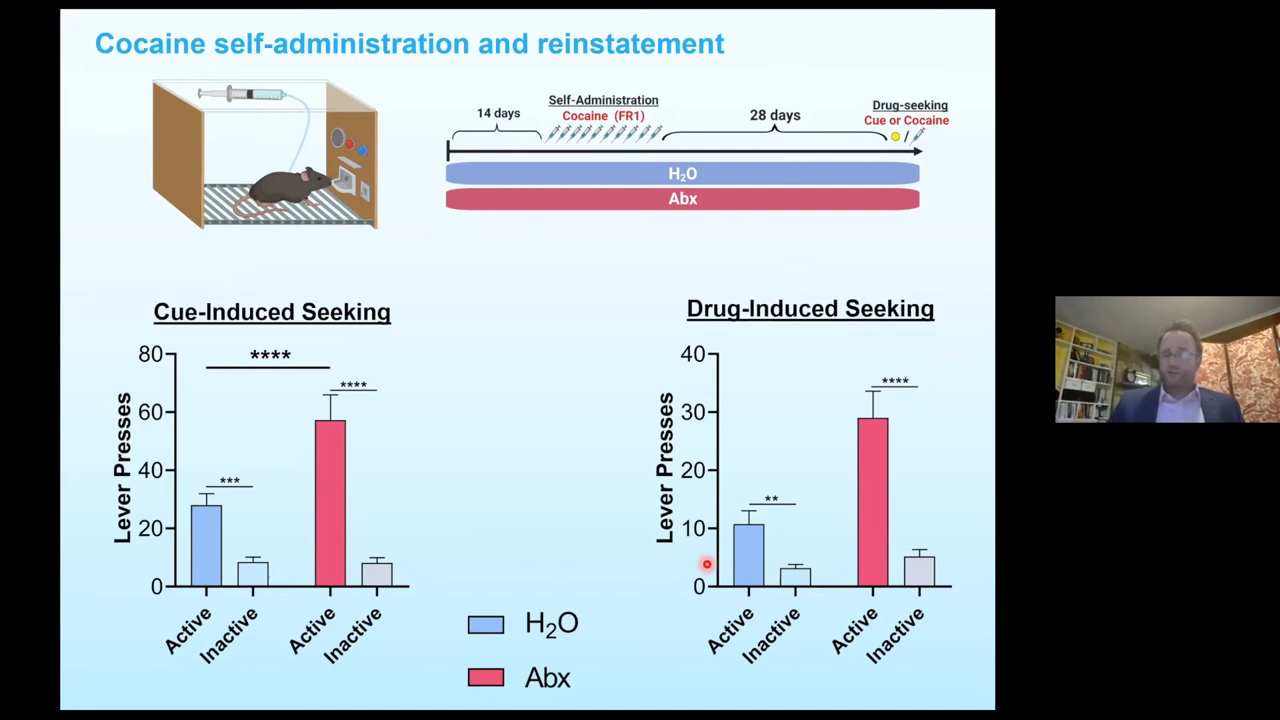 Cocaine self-administration and reinstatement
14 days
Self-Administration
Cocaine (FR1)
28 days
Drug-seeking
Cue or Cocaine
/
H₂O
Abx
Cue-Induced Seeking
Lever Presses
80
60
40
20
0
****
***
****
Active
Inactive
Active
Inactive
H₂O
Abx
Drug-Induced Seeking
Lever Presses
40
30
20
10
0
**
****
Active
Inactive
Active
Inactive